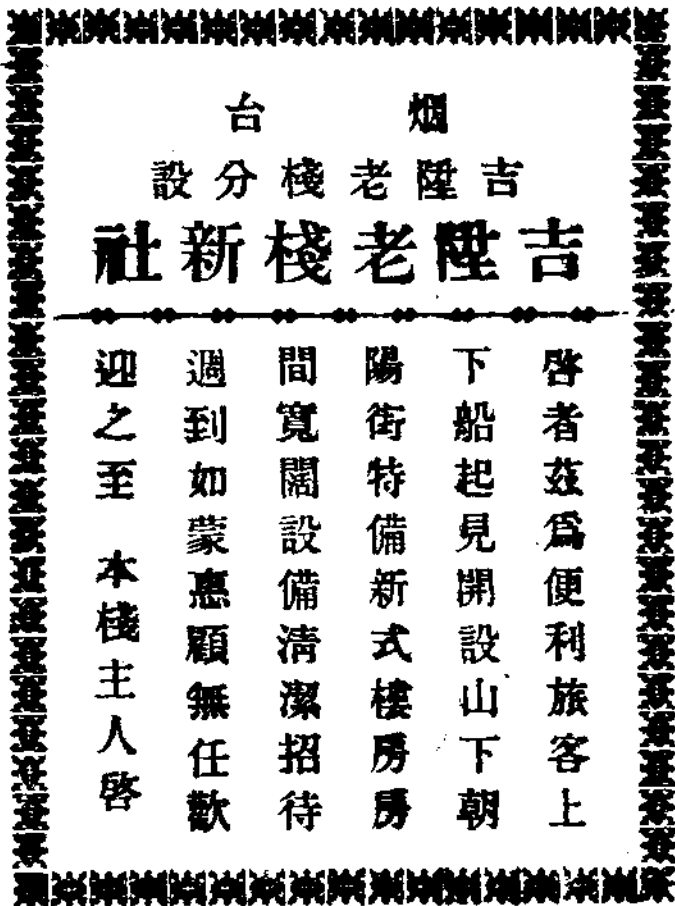 烟台
吉陞老棧分設
吉陞老棧新社
啓者茲爲便利旅客上
下船起見開設山下朝
陽街特備新式樓房房
間寬闊設備淸潔招待
週到如蒙惠顧無任歡
迎之至 本棧主人啓